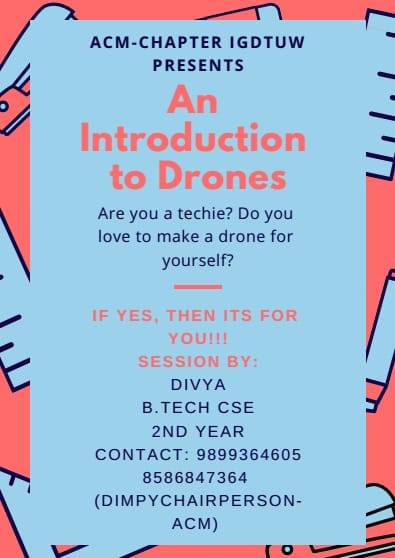 ACM-CHAPTER IGDTUW
PRESENTS
An
Introduction
to Drones
Are you a techie? Do you
love to make a drone for
yourself?
IF YES, THEN ITS FOR
YOU!!!
SESSION BY:
DIVYA
B.TECH CSE
2ND YEAR
CONTACT: 9899364605
8586847364
(DIMPYCHAIRPERSON-
ACM)